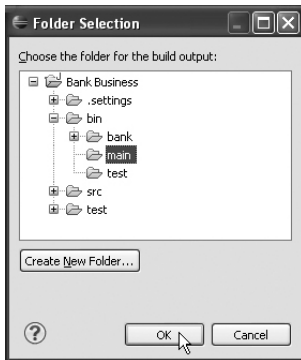 Folder Selection
Choose the folder for the build output:
Bank Business
.settings
bin
bank
main
test
src
test
Create New Folder...
?
OK
Cancel